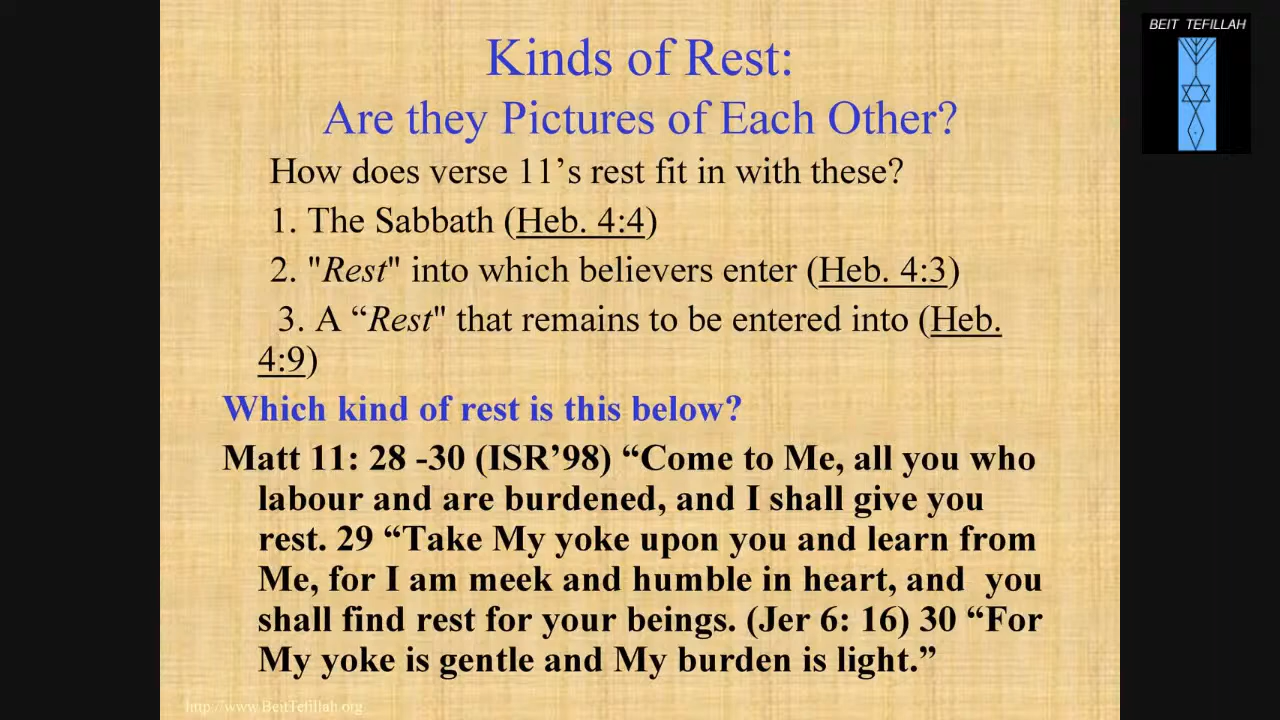 BEIT TEFILLAH
Kinds of Rest:
Are they Pictures of Each Other?
How does verse 11’s rest fit in with these?
1. The Sabbath (Heb. 4:4)
2. "Rest" into which believers enter (Heb. 4:3)
3. A “Rest" that remains to be entered into (Heb.
4:9)
Which kind of rest is this below?
Matt 11: 28 -30 (ISR’98) “Come to Me, all you who
labour and are burdened, and I shall give you
rest. 29 “Take My yoke upon you and learn from
Me, for I am meek and humble in heart, and  you
shall find rest for your beings. (Jer 6: 16) 30 “For
My yoke is gentle and My burden is light.”
http://www.BeitTefillah.org